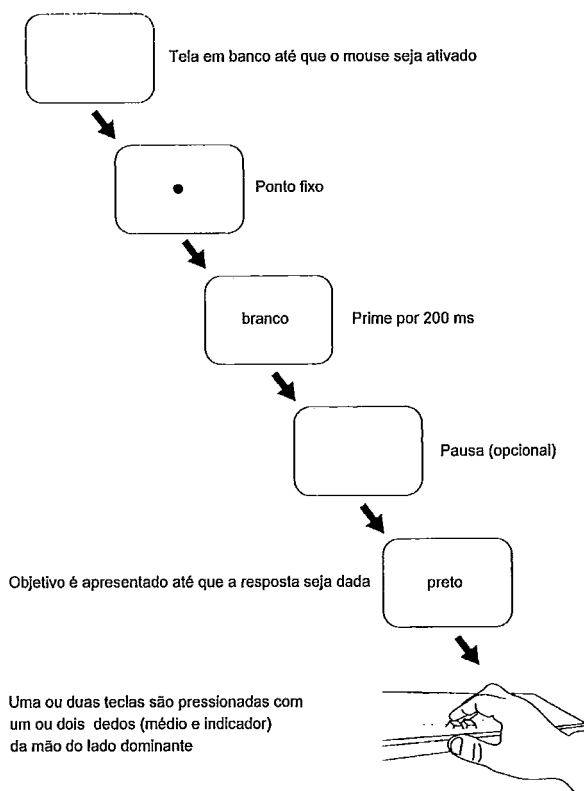 Tela em banco até que o mouse seja ativado
Ponto fixo
branco
Prime por 200 ms
Pausa (opcional)
Objetivo é apresentado até que a resposta seja dada
preto
Uma ou duas teclas são pressionadas com
um ou dois dedos (médio e indicador)
da mão do lado dominante